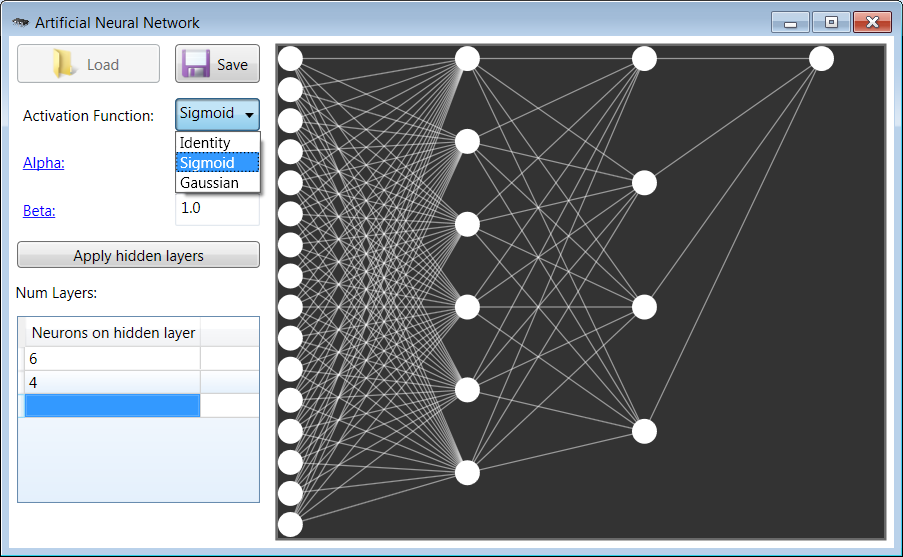 Artificial Neural Network
Load
Save
Activation Function:
Sigmoid
Identity
Sigmoid
Gaussian
Alpha:
Beta:
1.0
Apply hidden layers
Num Layers:
Neurons on hidden layer
6
4